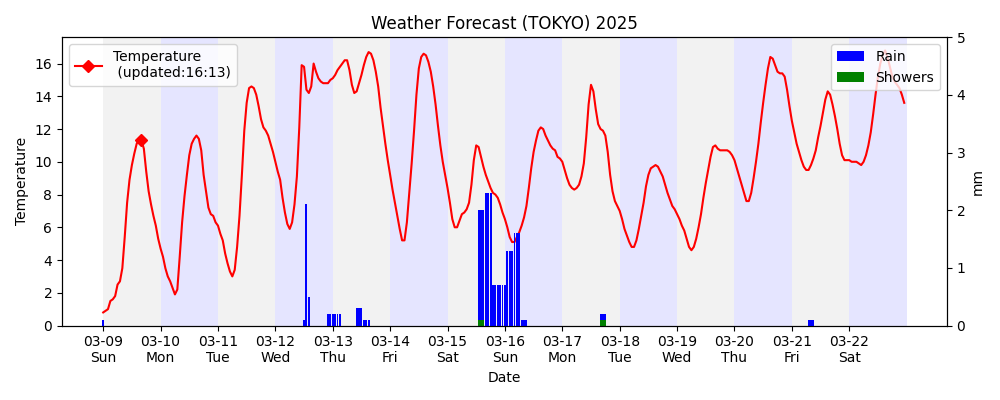 Weather Forecast (TOKYO) 2025
Temperature
(updated:16:13)
Rain
Showers
Temperature
mm
16
14
12
10
8
6
4
2
0
5
4
3
2
1
0
03-09 03-10 03-11 03-12 03-13 03-14 03-15 03-16 03-17 03-18 03-19 03-20 03-21 03-22
Sun Mon Tue Wed Thu Fri Sat Sun Mon Tue Wed Thu Fri Sat
Date